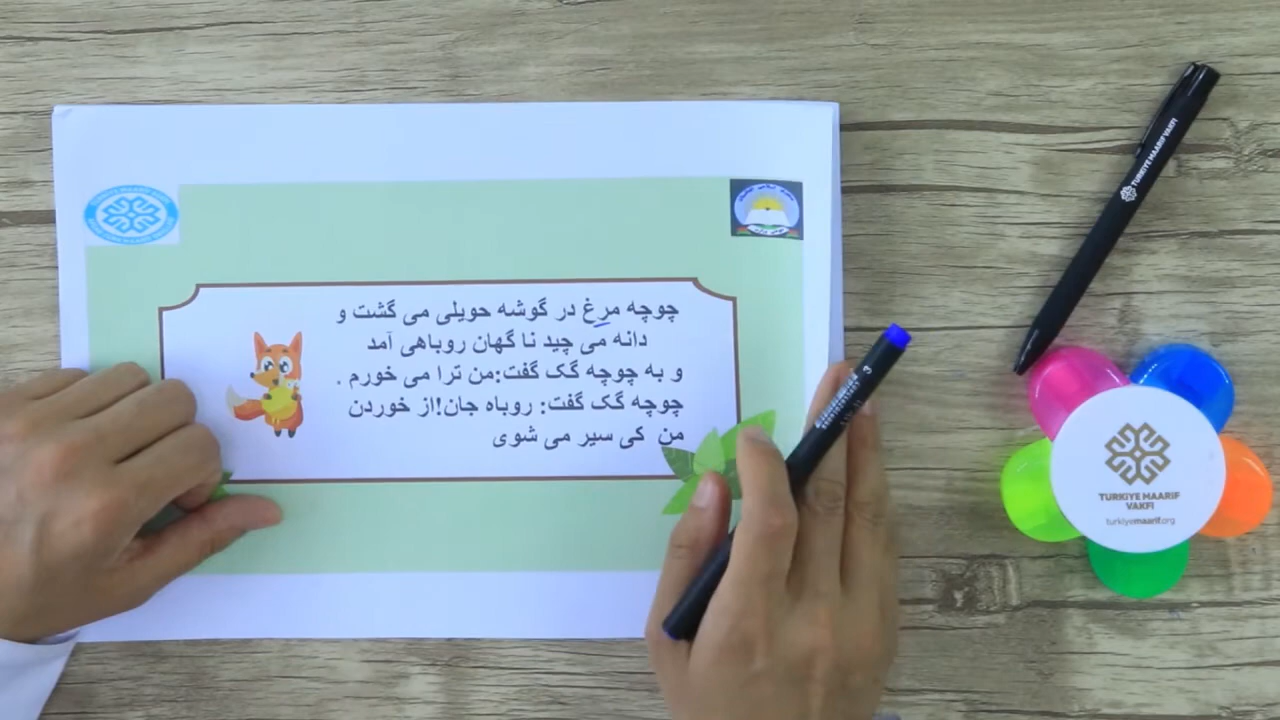 چوچه مرغ در گوشه حویلی می گشت و
دانه می چید نا گهان روباهی آمد
و به چوچه گک گفت:من ترا می خورم .
چوچه گک گفت: روباه جان!از خوردن
من کی سیر می شوی
TURKIYE MAARIF VAKFI
TURKIYE MAARIF
VAKFI
turkiyemaarif.org